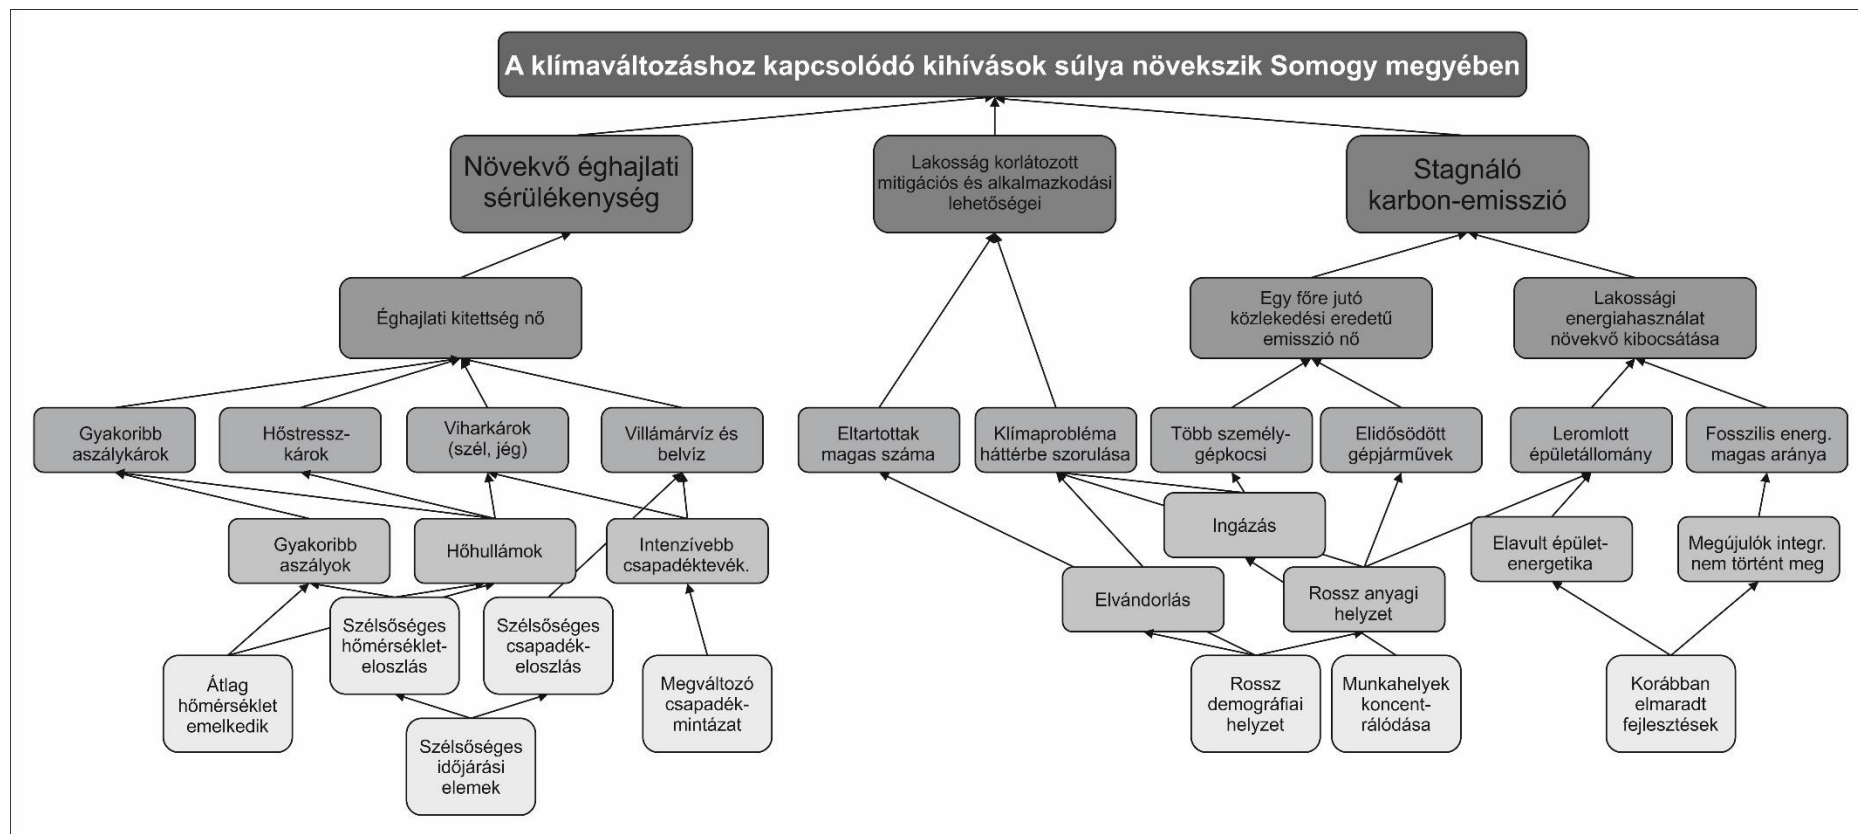 A klímaváltozáshoz kapcsolódó kihívások súlya növekszik Somogy megyében
Növekvő éghajlati
sérülékenység
Lakosság korlátozott
mitigációs és alkalmazkodási
lehetőségei
Stagnáló
karbon-emisszió
Éghajlati kitettség nő
Egy főre jutó
közlekedési eredetű
emisszió nő
Lakossági
energiahasználat
növekvő kibocsátása
Gyakoribb
aszálykárok
Hőstressz-
károk
Viharkárok
(szél, jég)
Villámárvíz és
belvíz
Eltartottak
magas száma
Klímaprobléma
háttérbe szorulása
Több személy-
gépkocsi
Elidősödött
gépjárművek
Leromlott
épületállomány
Fosszilis energ.
magas aránya
Gyakoribb
aszályok
Hőhullámok
Intenzívebb
csapadéktevék.
Ingázás
Elavult épület-
energetika
Megújulók integr.
nem történt meg
Szélsőséges
hőmérséklet-
eloszlás
Szélsőséges
csapadék-
eloszlás
Elvándorlás
Rossz anyagi
helyzet
Átlag
hőmérséklet
emelkedik
Megváltozó
csapadék-
mintázat
Rossz
demográfiai
helyzet
Munkahelyek
koncent-
rálódása
Korábban
elmaradt
fejlesztések
Szélsőséges
időjárási
elemek